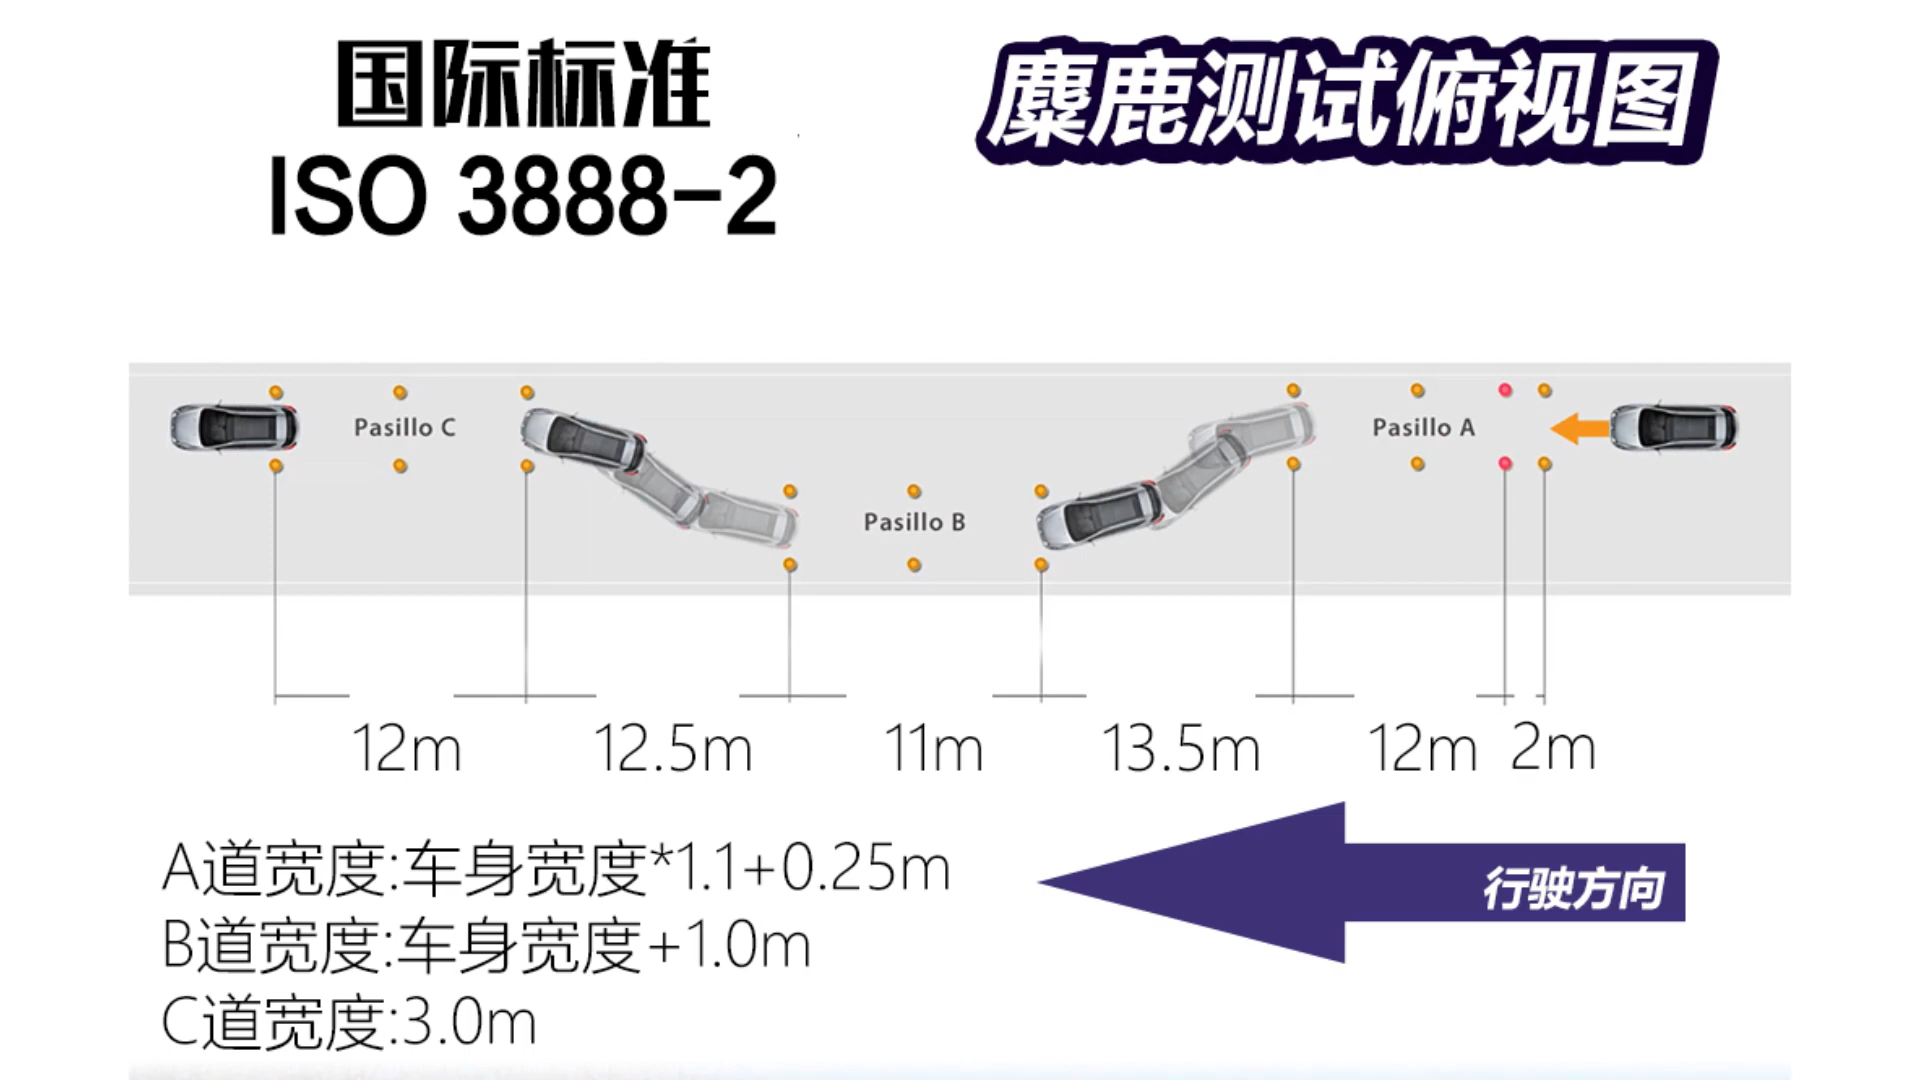 国际标准
ISO 3888-2
麋鹿测试俯视图
Pasillo C
Pasillo B
Pasillo A
12m
12.5m
11m
13.5m
12m
2m
A道宽度:车身宽度*1.1+0.25m
B道宽度:车身宽度+1.0m
C道宽度:3.0m
行驶方向